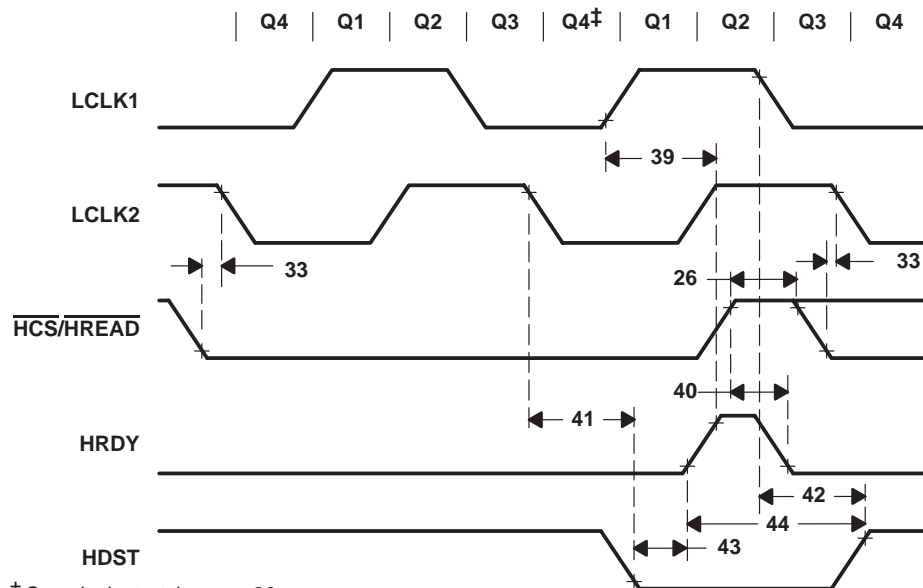 Q4 Q1 Q2 Q3 Q4‡ Q1 Q2 Q3 Q4
LCLK1
39
LCLK2
33
26
33
HCS/HREAD
40
41
HRDY
42
44
43
HDST